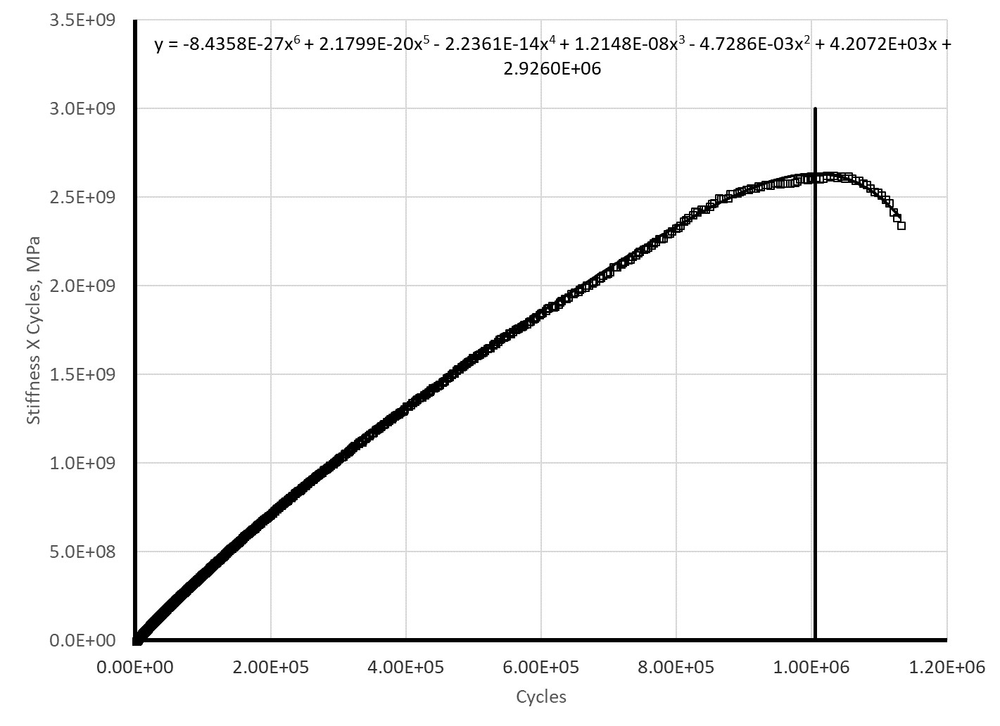 3.5E+09
y = -8.4358E-27x⁶ + 2.1799E-20x⁵ - 2.2361E-14x⁴ + 1.2148E-08x³ - 4.7286E-03x² + 4.2072E+03x +
2.9260E+06
3.0E+09
2.5E+09
2.0E+09
1.5E+09
1.0E+09
5.0E+08
0.0E+00
Stiffness X Cycles, MPa
0.00E+00 2.00E+05 4.00E+05 6.00E+05 8.00E+05 1.00E+06 1.20E+06
Cycles